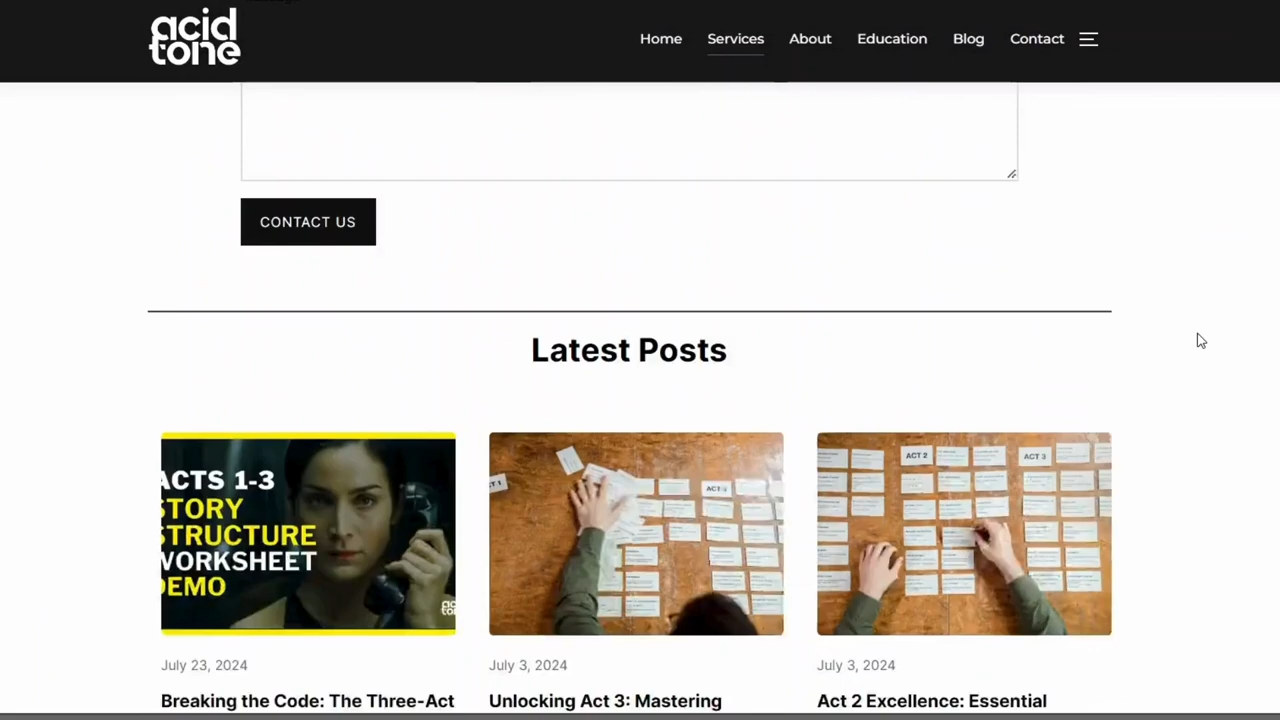 acid
tone
Home Services About Education Blog Contact
CONTACT US
Latest Posts
ACTS 1-3
STORY
STRUCTURE
WORKSHEET
DEMO
ACT 2
ACT 3
July 23, 2024
July 3, 2024
July 3, 2024
Breaking the Code: The Three-Act
Unlocking Act 3: Mastering
Act 2 Excellence: Essential